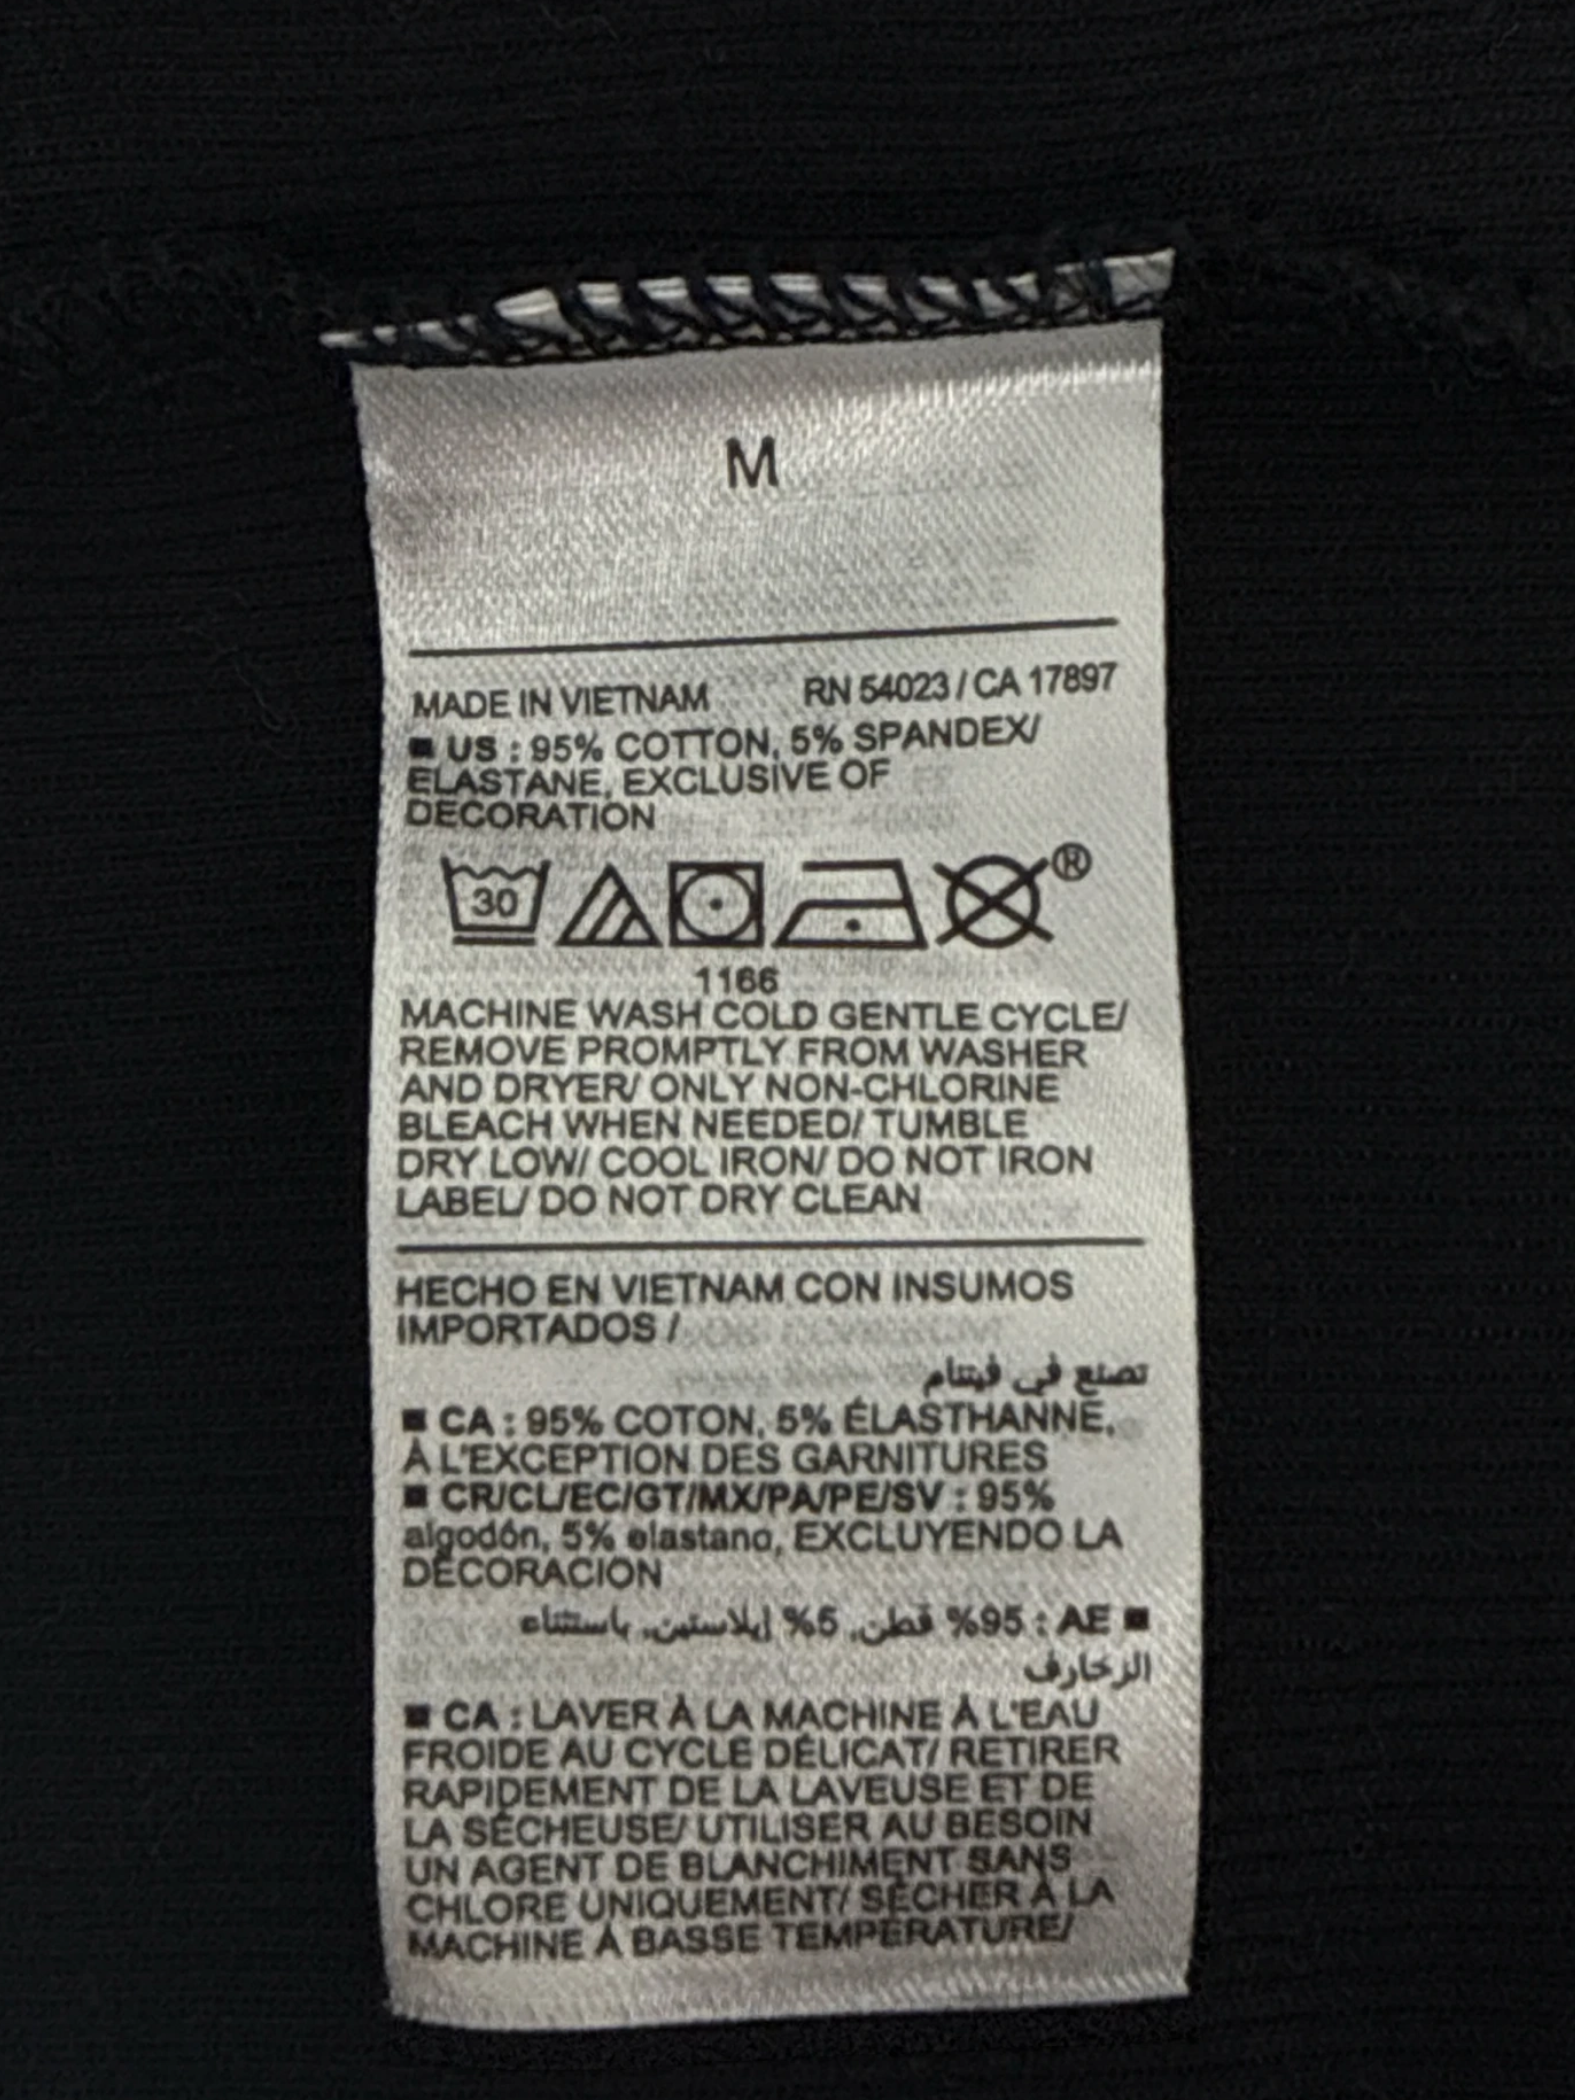 M
MADE IN VIETNAM RN 54023 / CA 17897
■ US : 95% COTTON, 5% SPANDEX/
ELASTANE, EXCLUSIVE OF
DECORATION
30 ®
1166
MACHINE WASH COLD GENTLE CYCLE/
REMOVE PROMPTLY FROM WASHER
AND DRYER/ ONLY NON-CHLORINE
BLEACH WHEN NEEDED/ TUMBLE
DRY LOW/ COOL IRON/ DO NOT IRON
LABEL/ DO NOT DRY CLEAN
HECHO EN VIETNAM CON INSUMOS
IMPORTADOS /
تصنع في فيتنام
■ CA : 95% COTON, 5% ÉLASTHANNE,
À L'EXCEPTION DES GARNITURES
■ CR/CL/EC/GT/MX/PA/PE/SV : 95%
algodón, 5% elastano, EXCLUYENDO LA
DECORACIÓN
■ AE : 95% قطن, 5% إيلاستين, باستثناء
الزخارف
■ CA : LAVER À LA MACHINE À L'EAU
FROIDE AU CYCLE DÉLICAT/ RETIRER
RAPIDEMENT DE LA LAVEUSE ET DE
LA SÉCHEUSE/ UTILISER AU BESOIN
UN AGENT DE BLANCHIMENT SANS
CHLORE UNIQUEMENT/ SÉCHER À LA
MACHINE À BASSE TEMPÉRATURE/